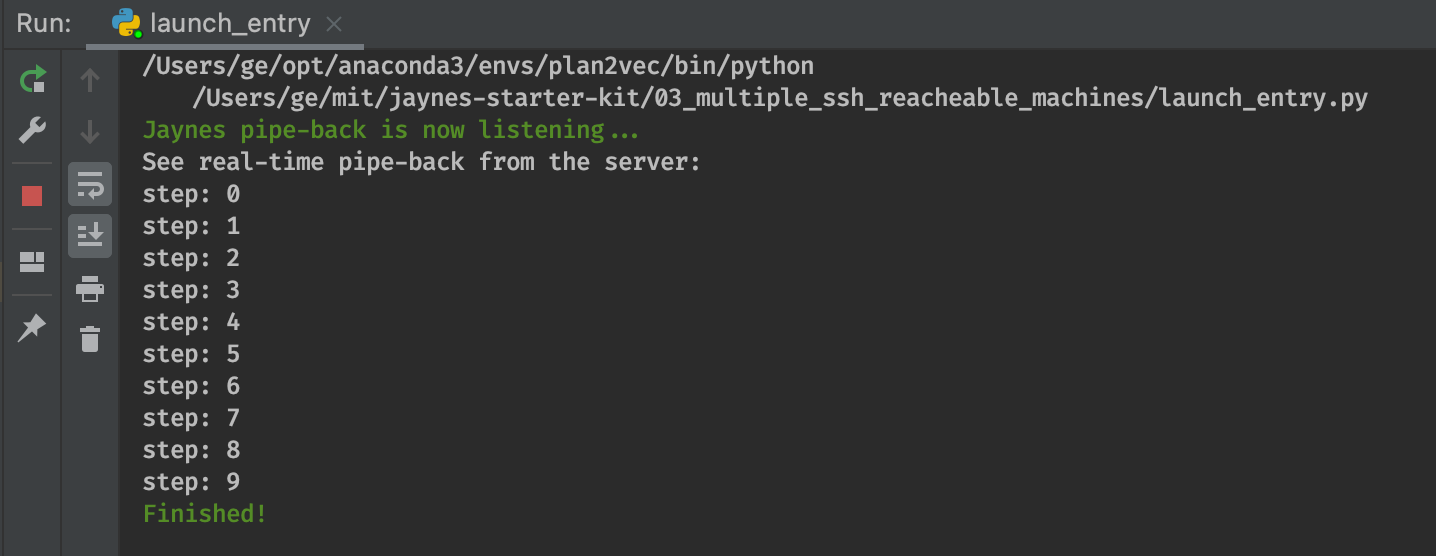 Run: launch_entry
/Users/ge/opt/anaconda3/envs/plan2vec/bin/python
/Users/ge/mit/jaynes-starter-kit/03_multiple_ssh_reacheable_machines/launch_entry.py
Jaynes pipe-back is now listening...
See real-time pipe-back from the server:
step: 0
step: 1
step: 2
step: 3
step: 4
step: 5
step: 6
step: 7
step: 8
step: 9
Finished!